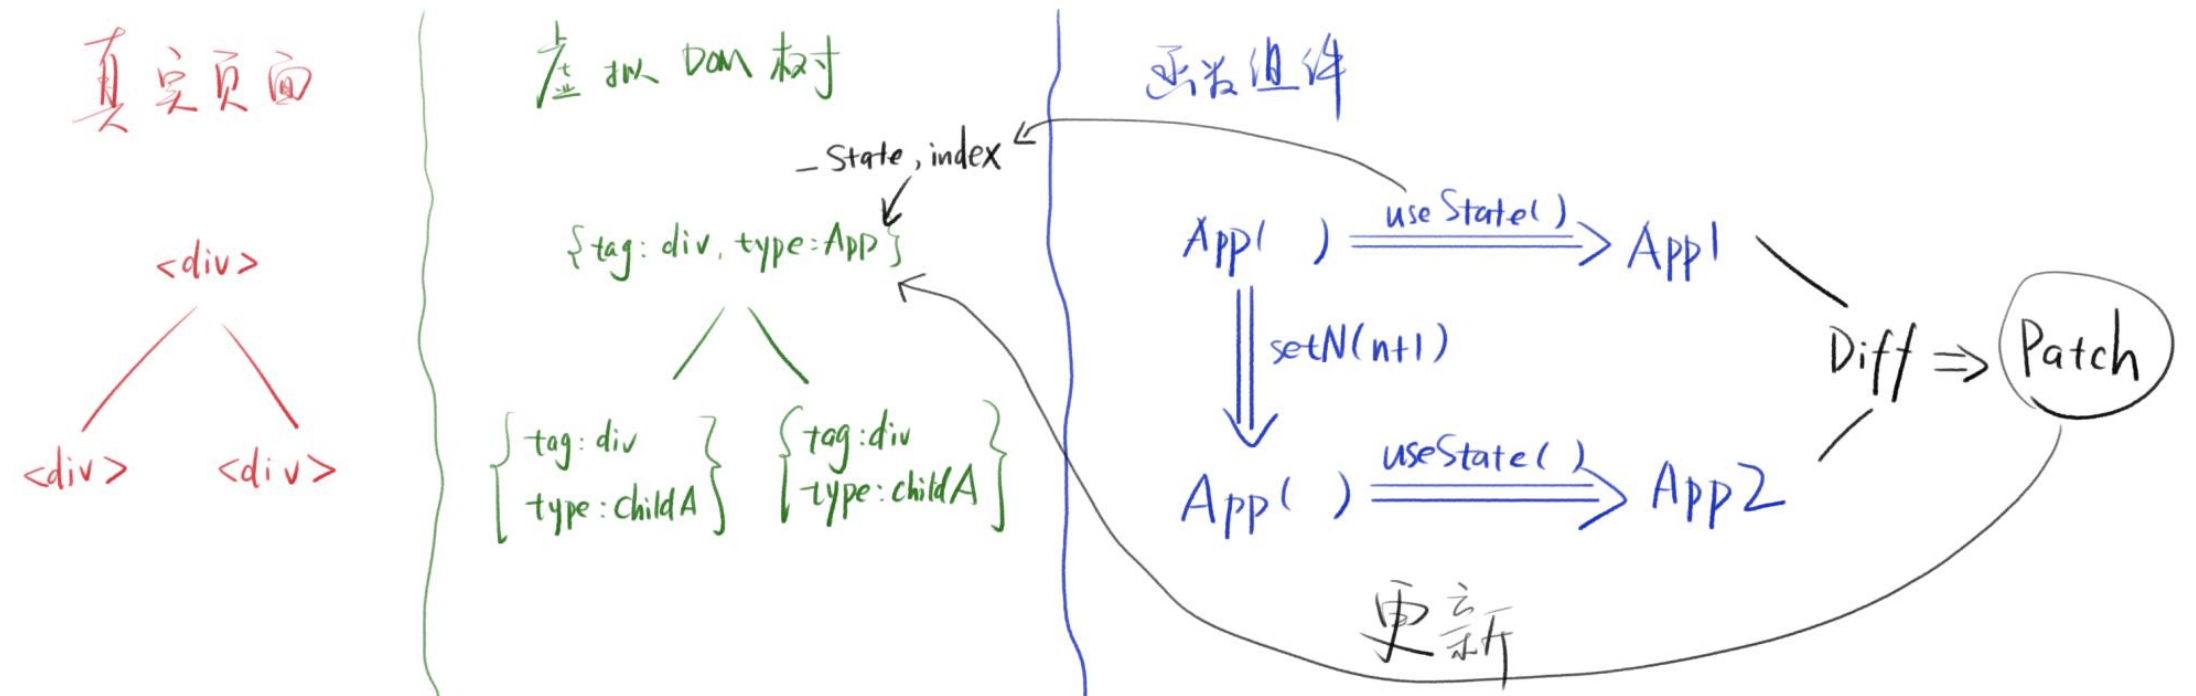 真实页面
<div>
<div> <div>
虚拟 DOM 树
_state, index
{tag: div, type:App}
{tag:div type:childA}
{tag:div type:childA}
函数组件
App( ) useState() App1
setN(n+1)
App( ) useState() App2
Diff => Patch
更新